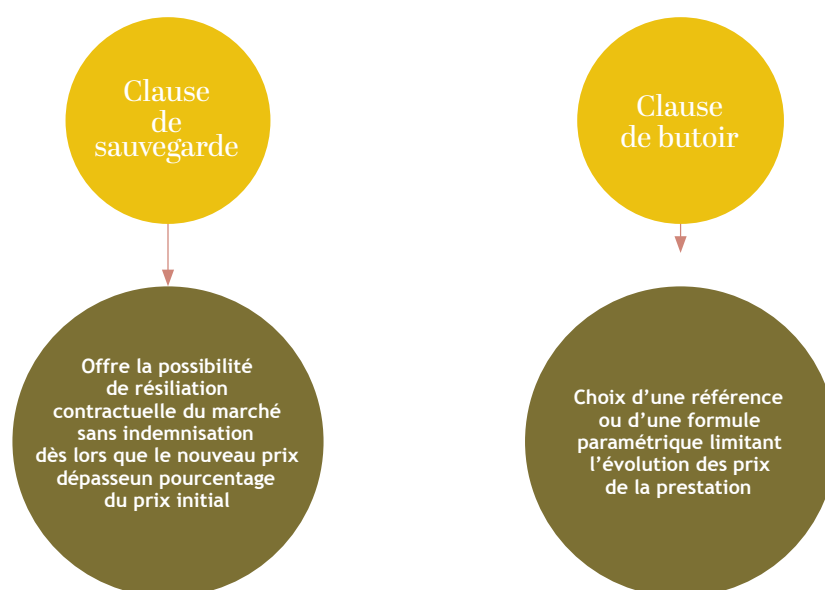 Clause
de
sauvegarde
Offre la possibilité
de résiliation
contractuelle du marché
sans indemnisation
dès lors que le nouveau prix
dépasseun pourcentage
du prix initial
Clause
de butoir
Choix d’une référence
ou d’une formule
paramétrique limitant
l’évolution des prix
de la prestation